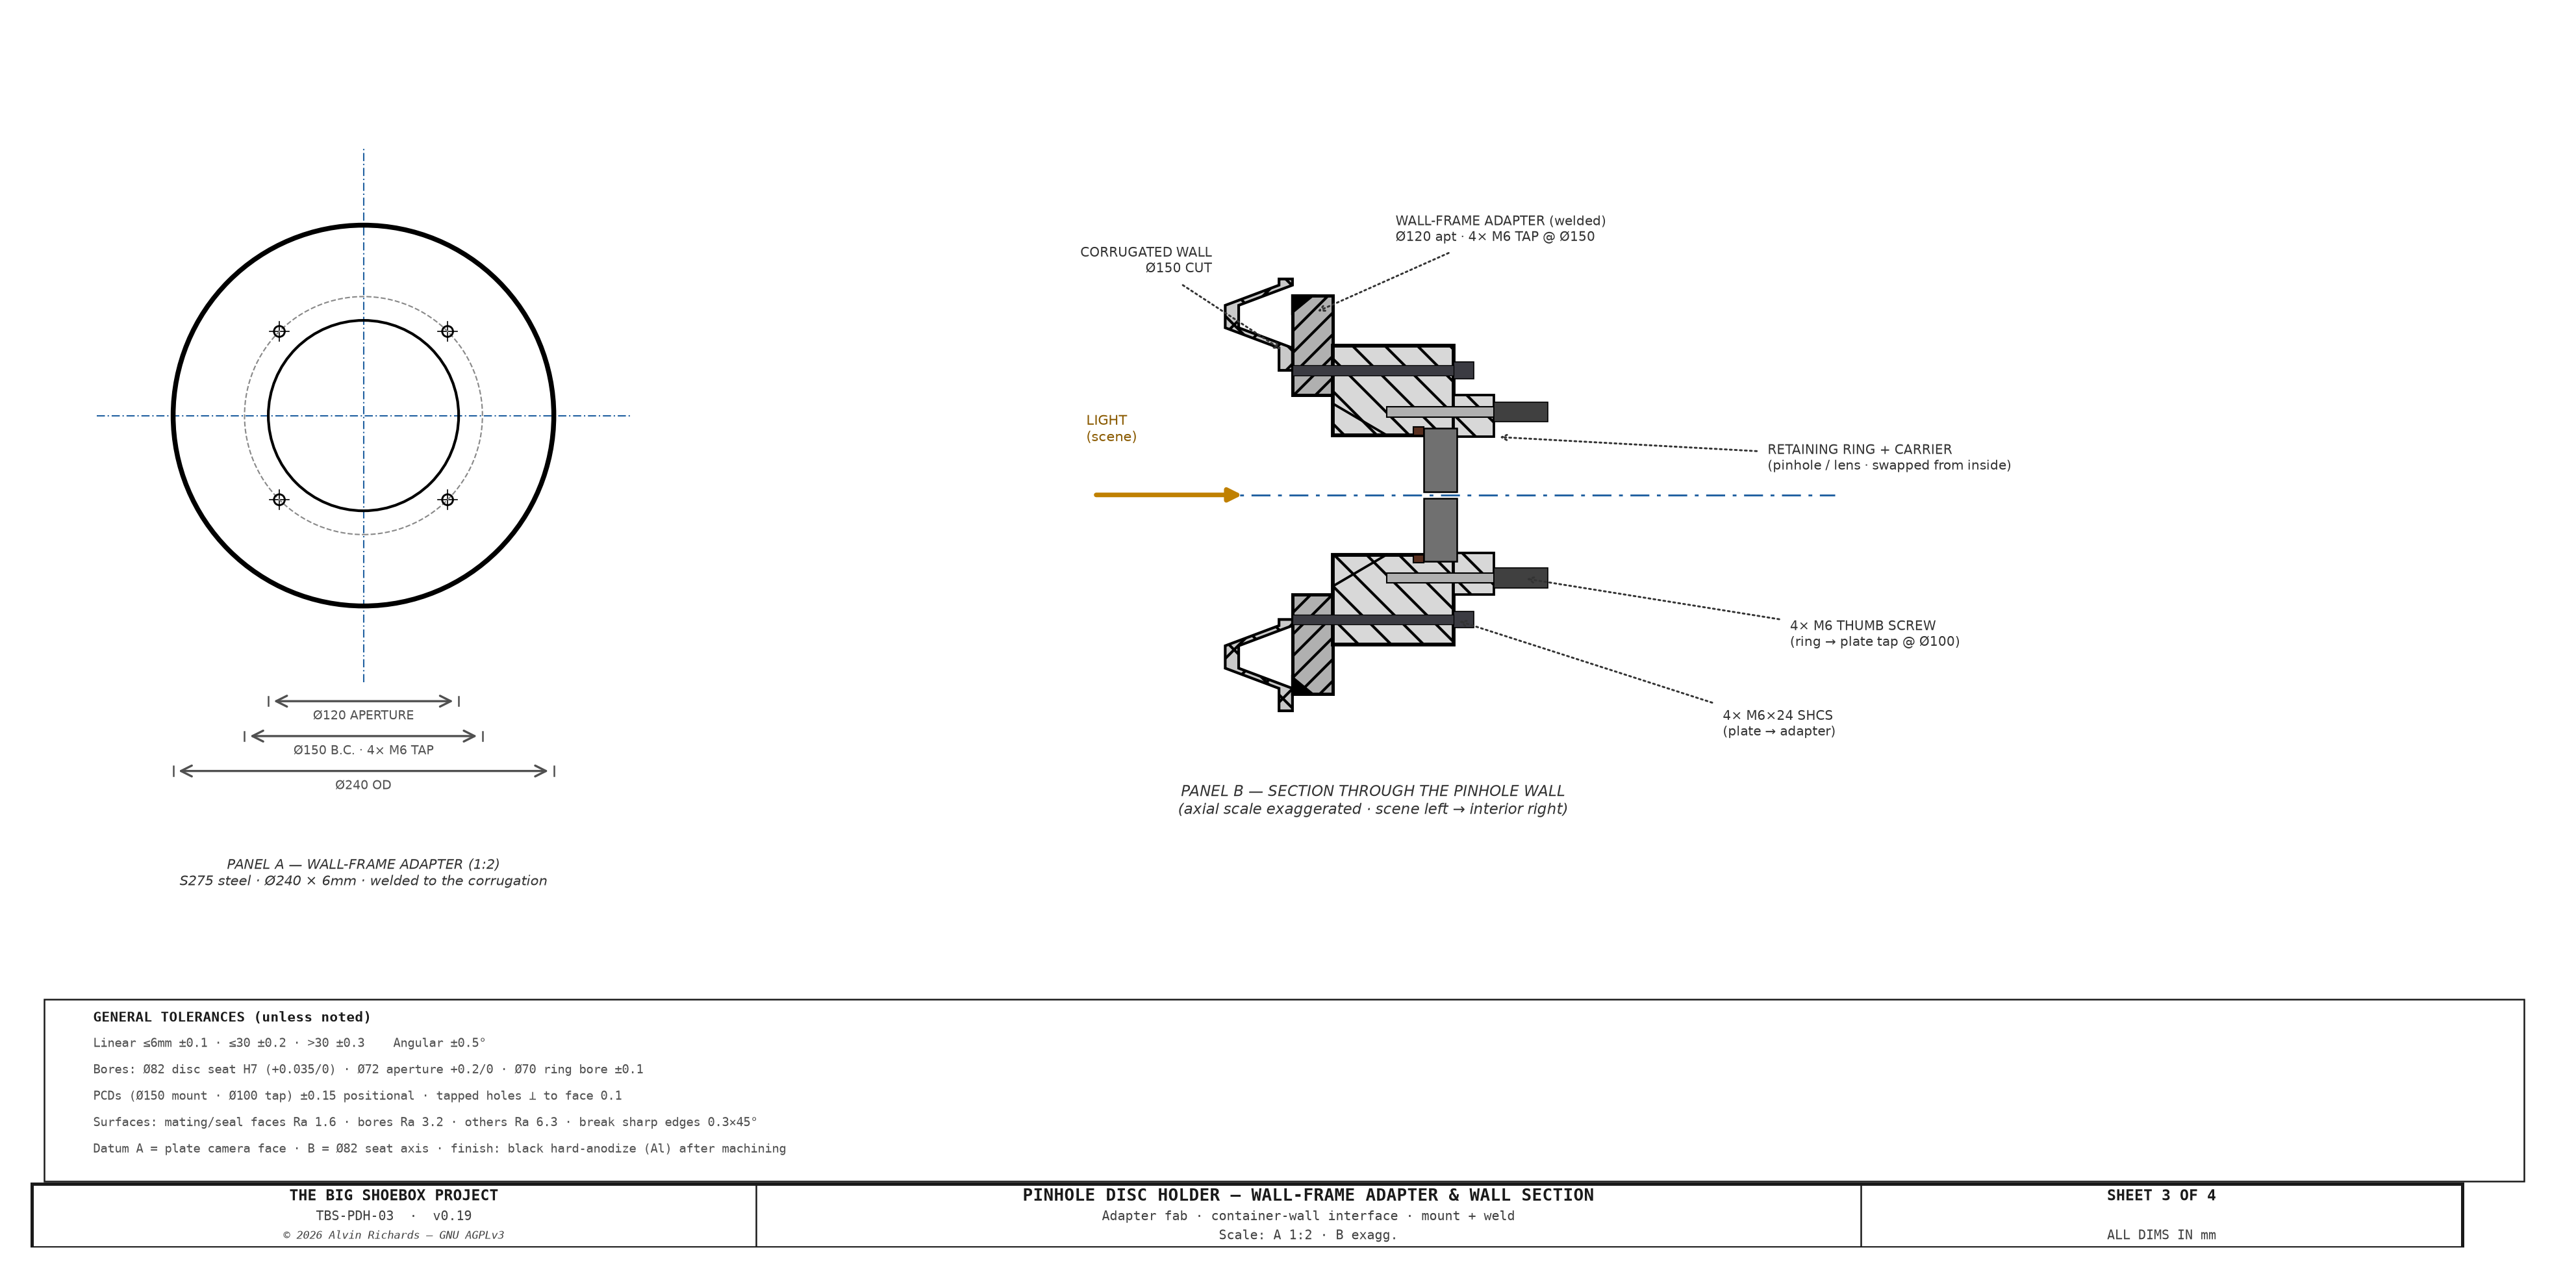 WALL-FRAME ADAPTER (welded)
Ø120 apt · 4× M6 TAP @ Ø150
CORRUGATED WALL
Ø150 CUT
LIGHT
(scene)
RETAINING RING + CARRIER
(pinhole / lens · swapped from inside)
4× M6 THUMB SCREW
(ring → plate tap @ Ø100)
4× M6×24 SHCS
(plate → adapter)
Ø120 APERTURE
Ø150 B.C. · 4× M6 TAP
Ø240 OD
PANEL B — SECTION THROUGH THE PINHOLE WALL
(axial scale exaggerated · scene left → interior right)
PANEL A — WALL-FRAME ADAPTER (1:2)
S275 steel · Ø240 × 6mm · welded to the corrugation
GENERAL TOLERANCES (unless noted)
Linear ≤6mm ±0.1 · ≤30 ±0.2 · >30 ±0.3    Angular ±0.5°
Bores: Ø82 disc seat H7 (+0.035/0) · Ø72 aperture +0.2/0 · Ø70 ring bore ±0.1
PCDs (Ø150 mount · Ø100 tap) ±0.15 positional · tapped holes ⊥ to face 0.1
Surfaces: mating/seal faces Ra 1.6 · bores Ra 3.2 · others Ra 6.3 · break sharp edges 0.3×45°
Datum A = plate camera face · B = Ø82 seat axis · finish: black hard-anodize (Al) after machining
THE BIG SHOEBOX PROJECT
TBS-PDH-03  ·  v0.19
© 2026 Alvin Richards — GNU AGPLv3
PINHOLE DISC HOLDER — WALL-FRAME ADAPTER & WALL SECTION
Adapter fab · container-wall interface · mount + weld
Scale: A 1:2 · B exagg.
SHEET 3 OF 4
ALL DIMS IN mm